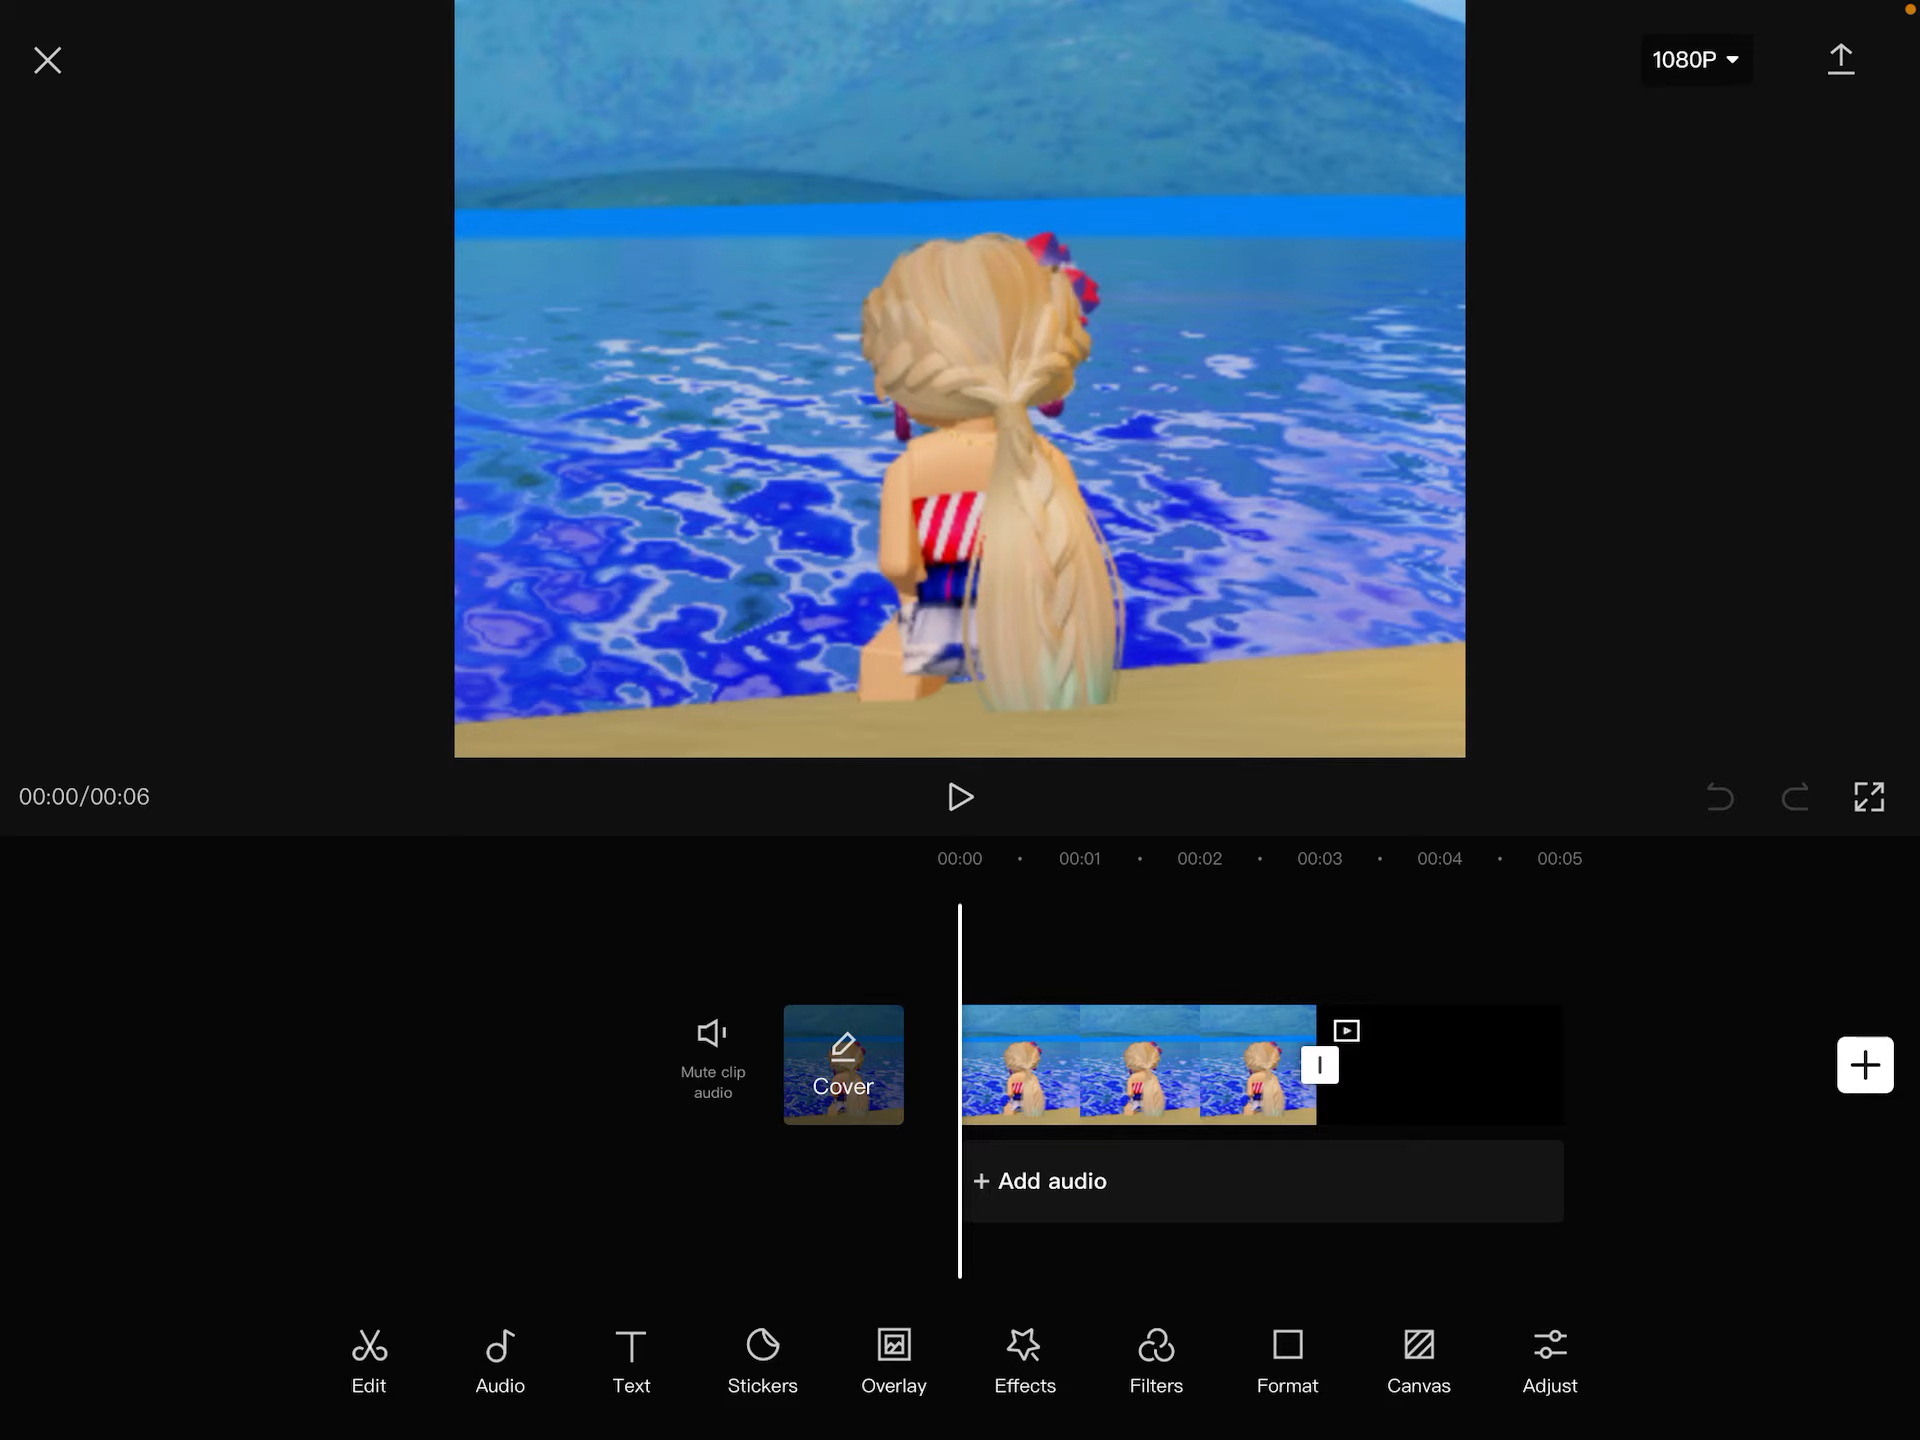 1080P
00:00/00:06
00:00 00:01 00:02 00:03 00:04 00:05
Mute clip
audio
Cover
+ Add audio
Edit Audio Text Stickers Overlay Effects Filters Format Canvas Adjust